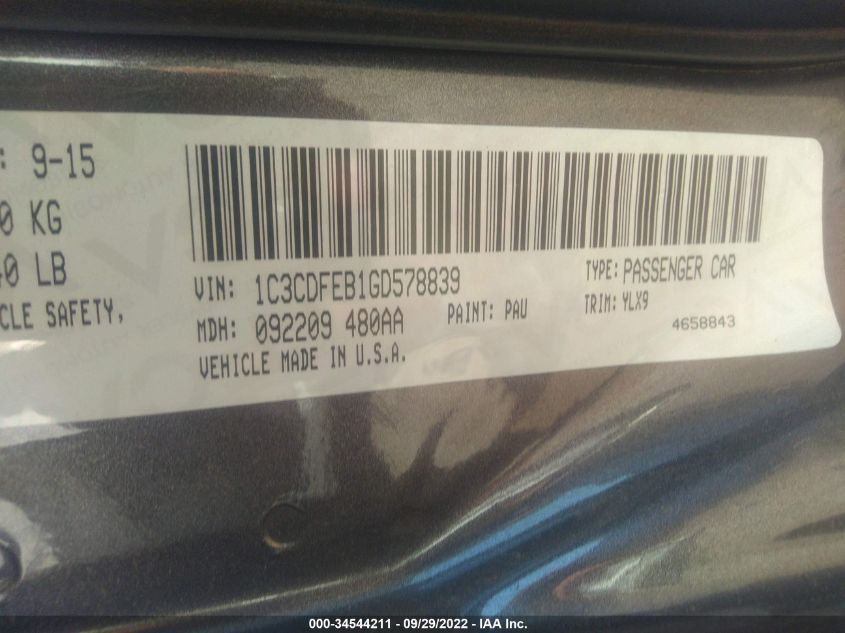 : 9-15
0 KG
40 LB
CLE SAFETY,
VIN: 1C3CDFEB1GD578839
TYPE: PASSENGER CAR
MDH: 092209 480AA
PAINT: PAU
TRIM: YLX9
VEHICLE MADE IN U.S.A.
4658843
000-34544211 - 09/29/2022 - IAA Inc.